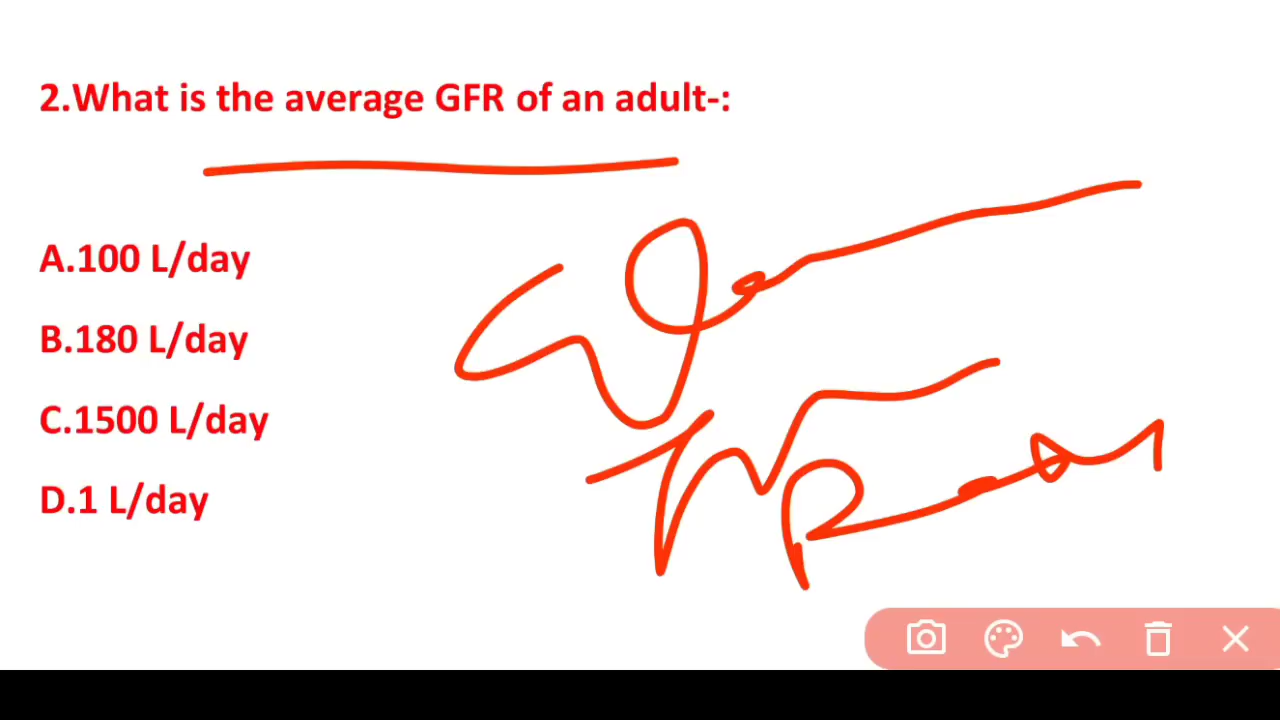 2.What is the average GFR of an adult-:
A.100 L/day
B.180 L/day
C.1500 L/day
D.1 L/day